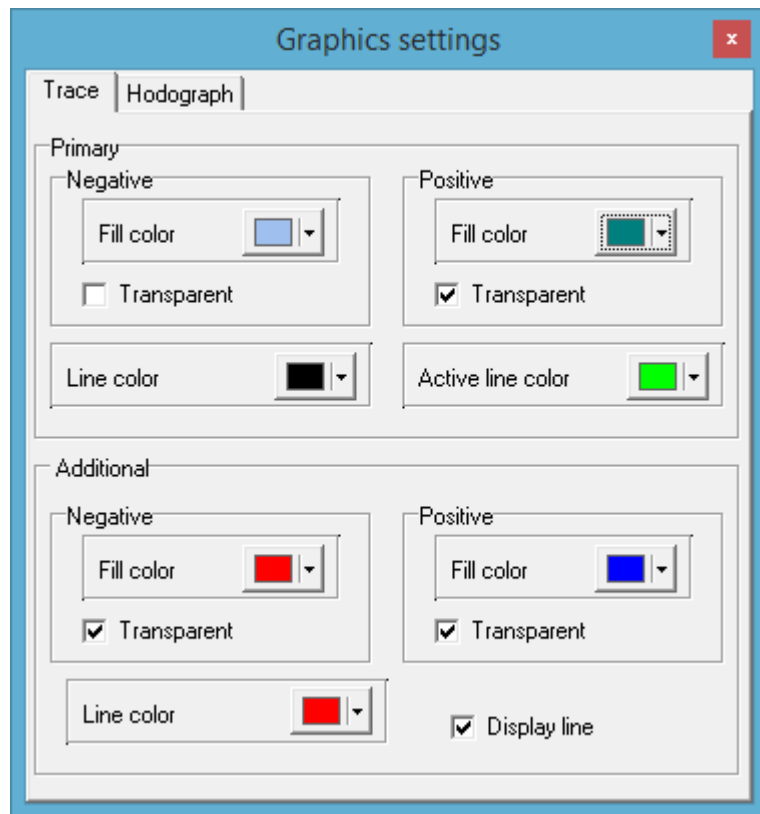 Graphics settings
x
Trace
Hodograph
Primary
Negative
Fill color
Transparent
Positive
Fill color
Transparent
Line color
Active line color
Additional
Negative
Fill color
Transparent
Positive
Fill color
Transparent
Line color
Display line